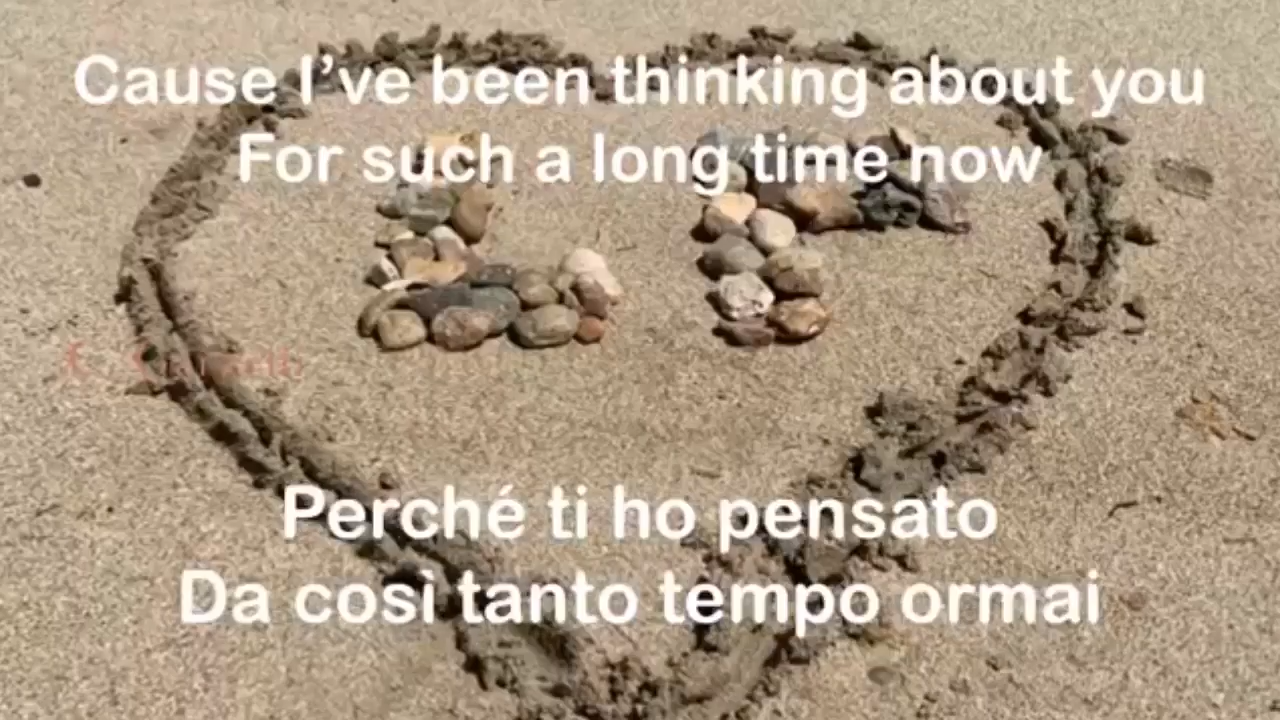 Cause I've been thinking about you
For such a long time now
L F
Perché ti ho pensato
Da così tanto tempo ormai